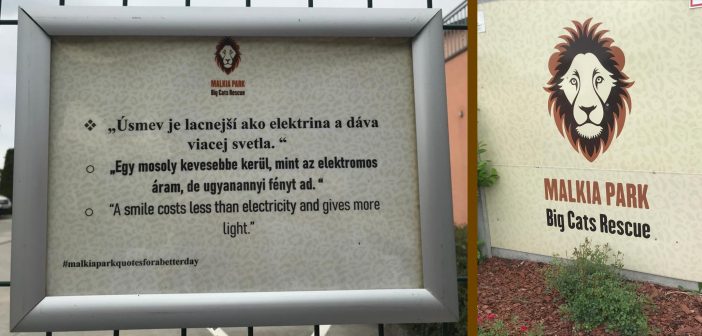 MALKIA PARK
Big Cats Rescue
❖ „Úsmev je lacnejší ako elektrina a dáva
viacej svetla. “
○ „Egy mosoly kevesebbe kerül, mint az elektromos
áram, de ugyanannyi fényt ad. “
○ “A smile costs less than electricity and gives more
light.”
#malkiaparkquotesforabetterday
MALKIA PARK
Big Cats Rescue